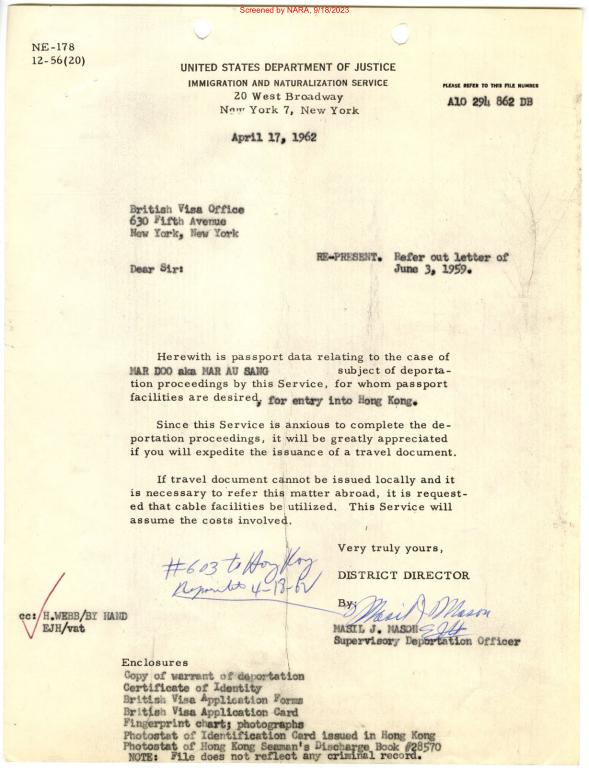 Screened by NARA, 9/18/2023
NE-178
12-56(20)
UNITED STATES DEPARTMENT OF JUSTICE
IMMIGRATION AND NATURALIZATION SERVICE
20 West Broadway
New York 7, New York
PLEASE REFER TO THIS FILE NUMBER
A10 294 862 DB
April 17, 1962
British Visa Office
630 Fifth Avenue
New York, New York
RE-PRESENT. Refer out letter of
June 3, 1959.
Dear Sir:
Herewith is passport data relating to the case of
MAR DOO aka MAR AU SANG subject of deporta-
tion proceedings by this Service, for whom passport
facilities are desired, for entry into Hong Kong.
Since this Service is anxious to complete the de-
portation proceedings, it will be greatly appreciated
if you will expedite the issuance of a travel document.
If travel document cannot be issued locally and it
is necessary to refer this matter abroad, it is request-
ed that cable facilities be utilized. This Service will
assume the costs involved.
Very truly yours,
#603 to Hong Kong
4-18-62
DISTRICT DIRECTOR
By: Masil J Mason
cc: H.WEBB/BY HAND
EJH/vat
MASIL J. MASON EJH
Supervisory Deportation Officer
Enclosures
Copy of warrant of deportation
Certificate of Identity
British Visa Application Forms
British Visa Application Card
Fingerprint chart; photographs
Photostat of Identification Card issued in Hong Kong
Photostat of Hong Kong Seaman's Discharge Book #28570
NOTE: File does not reflect any criminal record.